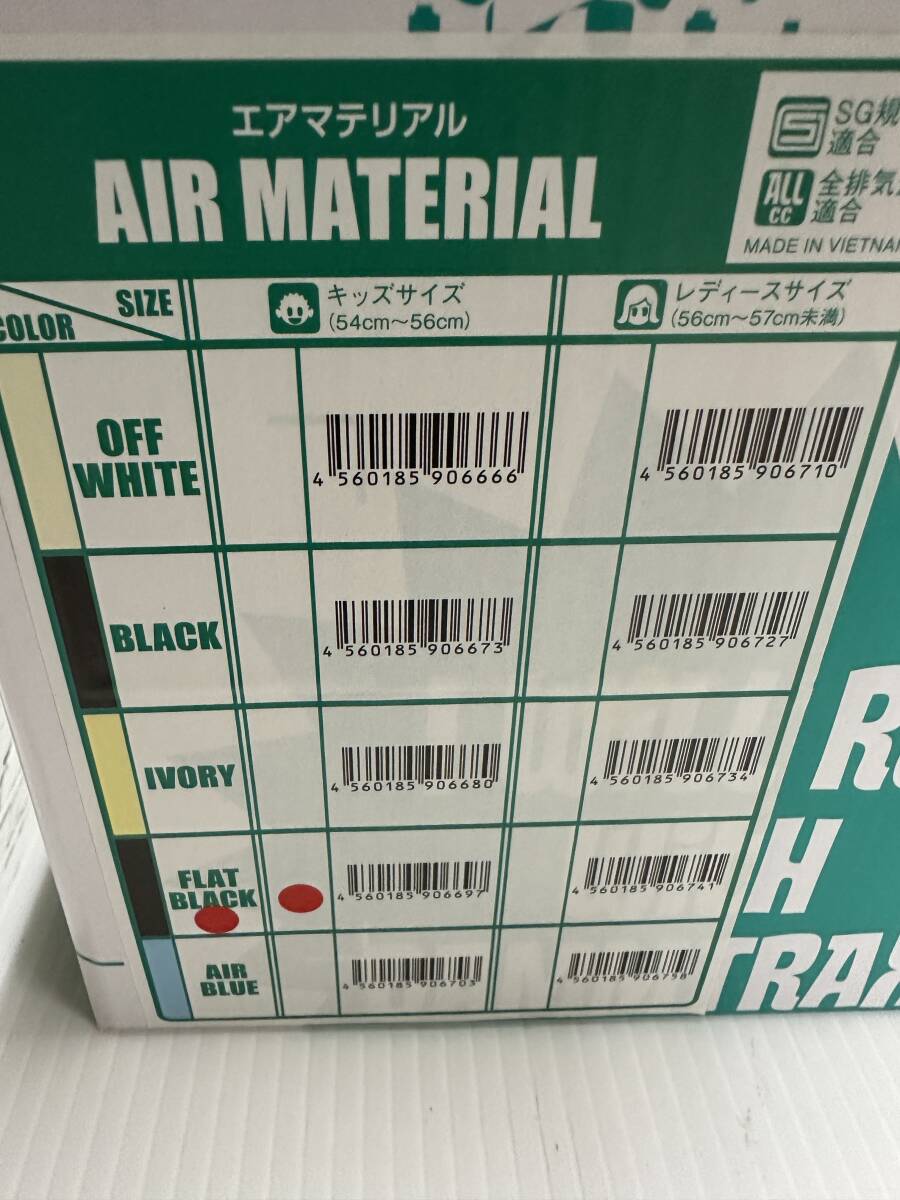 エアマテリアル
AIR MATERIAL
SG規
適合
ALL
CC
全排気
適合
MADE IN VIETNAM
SIZE
COLOR
キッズサイズ
(54cm～56cm)
レディースサイズ
(56cm～57cm未満)
OFF
WHITE
4 560185 906666
4 560185 906710
BLACK
4 560185 906673
4 560185 906727
IVORY
4 560185 906680
4 560185 906734
FLAT
BLACK
4 560185 906697
4 560185 906741
AIR
BLUE
4 560185 906703
4 560185 906758